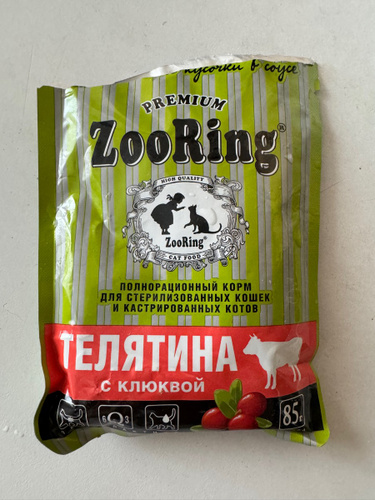 кусочки в соусе
PREMIUM
ZooRing®
HIGH QUALITY
ZooRing®
CAT FOOD
ПОЛНОРАЦИОННЫЙ КОРМ
ДЛЯ СТЕРИЛИЗОВАННЫХ КОШЕК
И КАСТРИРОВАННЫХ КОТОВ
ТЕЛЯТИНА
С КЛЮКВОЙ
85г